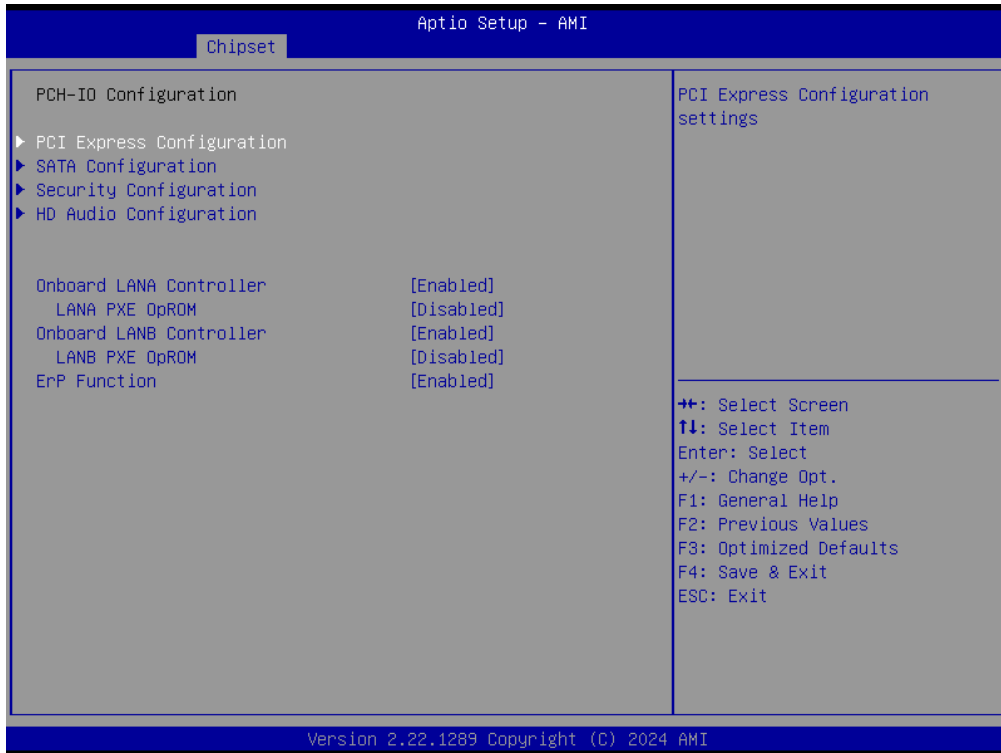 Aptio Setup – AMI
Chipset
PCH-IO Configuration
PCI Express Configuration
SATA Configuration
Security Configuration
HD Audio Configuration
Onboard LANA Controller [Enabled]
LANA PXE OpROM [Disabled]
Onboard LANB Controller [Enabled]
LANB PXE OpROM [Disabled]
ErP Function [Enabled]
PCI Express Configuration
settings
→←: Select Screen
↑↓: Select Item
Enter: Select
+/-: Change Opt.
F1: General Help
F2: Previous Values
F3: Optimized Defaults
F4: Save & Exit
ESC: Exit
Version 2.22.1289 Copyright (C) 2024 AMI